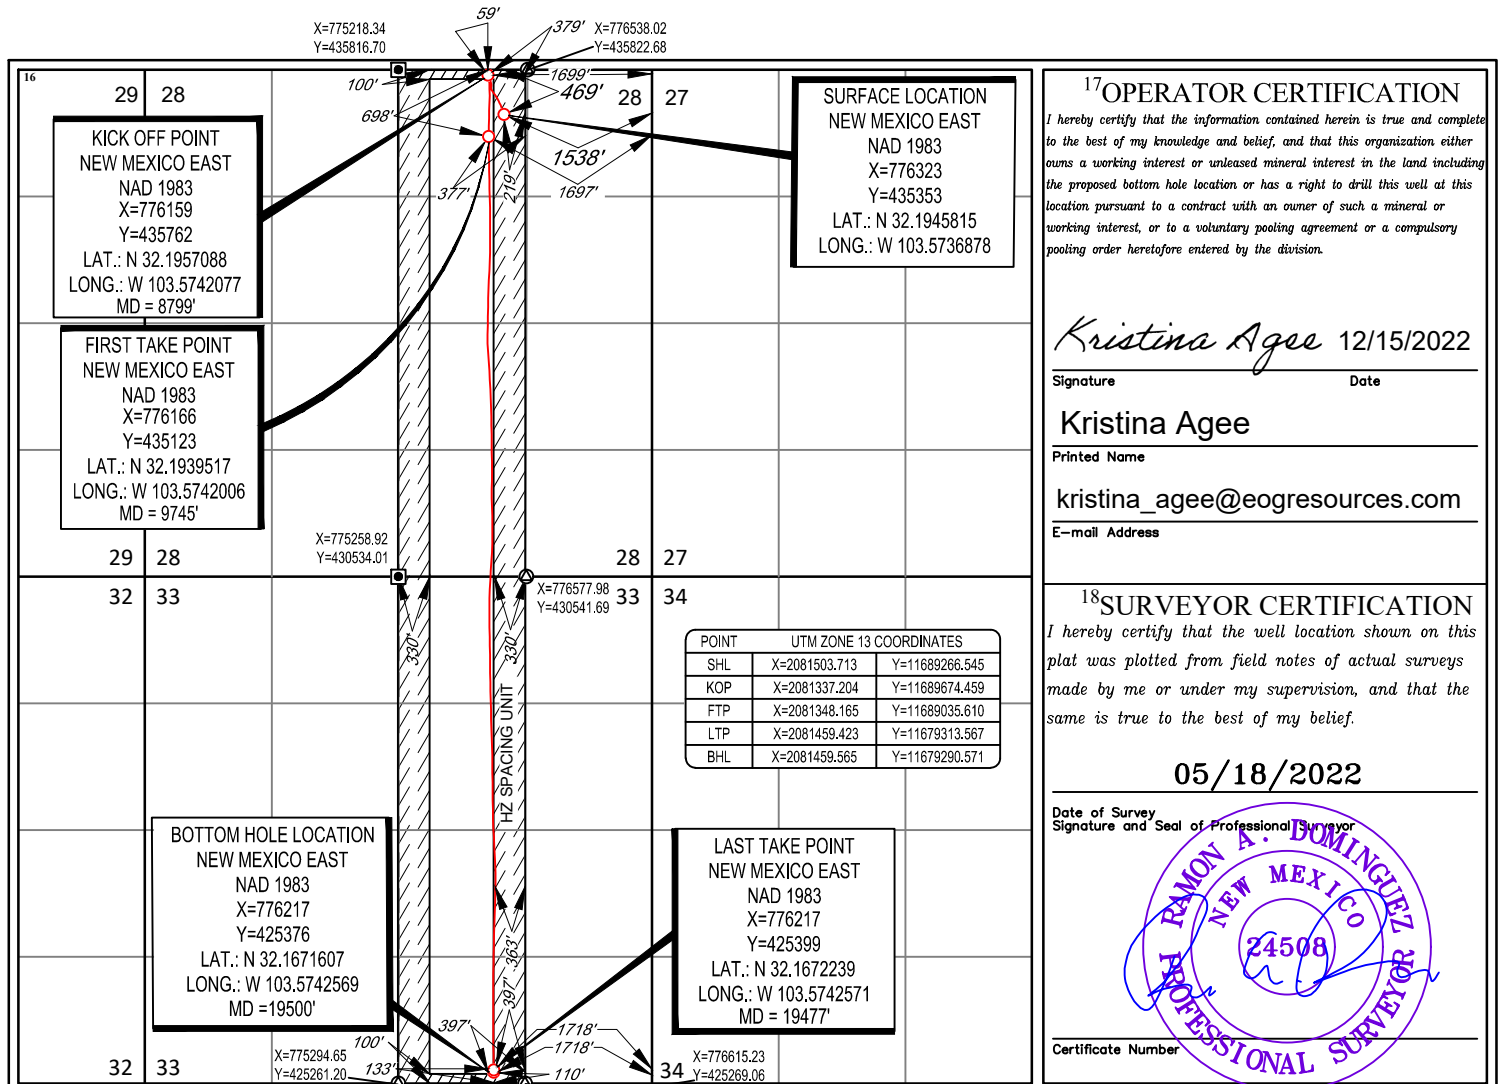 59'
379'
X=775218.34
Y=435816.70
X=776538.02
Y=435822.68
16
29 28
28 27
100'
1699'
469'
698'
1538'
377'
219'
1697'
KICK OFF POINT
NEW MEXICO EAST
NAD 1983
X=776159
Y=435762
LAT.: N 32.1957088
LONG.: W 103.5742077
MD = 8799'
SURFACE LOCATION
NEW MEXICO EAST
NAD 1983
X=776323
Y=435353
LAT.: N 32.1945815
LONG.: W 103.5736878
FIRST TAKE POINT
NEW MEXICO EAST
NAD 1983
X=776166
Y=435123
LAT.: N 32.1939517
LONG.: W 103.5742006
MD = 9745'
X=775258.92
Y=430534.01
29 28
28 27
32 33
33 34
X=776577.98
Y=430541.69
330'
330'
HZ SPACING UNIT
POINT UTM ZONE 13 COORDINATES
SHL X=2081503.713 Y=11689266.545
KOP X=2081337.204 Y=11689674.459
FTP X=2081348.165 Y=11689035.610
LTP X=2081459.423 Y=11679313.567
BHL X=2081459.565 Y=11679290.571
BOTTOM HOLE LOCATION
NEW MEXICO EAST
NAD 1983
X=776217
Y=425376
LAT.: N 32.1671607
LONG.: W 103.5742569
MD =19500'
LAST TAKE POINT
NEW MEXICO EAST
NAD 1983
X=776217
Y=425399
LAT.: N 32.1672239
LONG.: W 103.5742571
MD = 19477'
363'
397'
397'
100'
133'
1718'
1718'
110'
X=775294.65
Y=425261.20
X=776615.23
Y=425269.06
32 33
34
17OPERATOR CERTIFICATION
I hereby certify that the information contained herein is true and complete
to the best of my knowledge and belief, and that this organization either
owns a working interest or unleased mineral interest in the land including
the proposed bottom hole location or has a right to drill this well at this
location pursuant to a contract with an owner of such a mineral or
working interest, or to a voluntary pooling agreement or a compulsory
pooling order heretofore entered by the division.
Kristina Agee 12/15/2022
Signature Date
Kristina Agee
Printed Name
kristina_agee@eogresources.com
E-mail Address
18SURVEYOR CERTIFICATION
I hereby certify that the well location shown on this
plat was plotted from field notes of actual surveys
made by me or under my supervision, and that the
same is true to the best of my belief.
05/18/2022
Date of Survey
Signature and Seal of Professional Surveyor
RAMON A. DOMINGUEZ
NEW MEXICO
24508
PROFESSIONAL SURVEYOR
Certificate Number